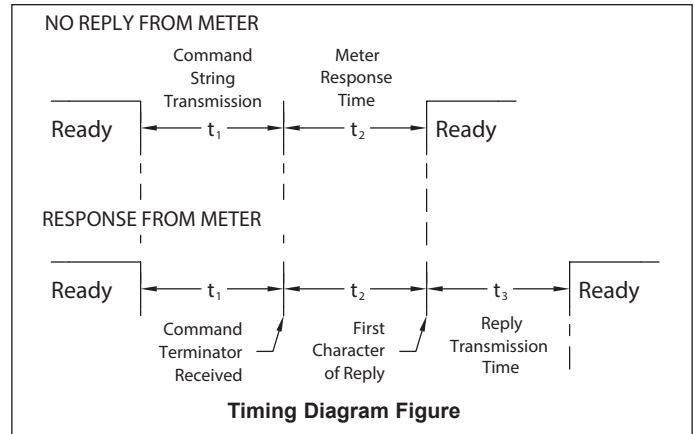 NO REPLY FROM METER
Command
String
Transmission
Meter
Response
Time
Ready
t₁
t₂
Ready
RESPONSE FROM METER
Ready
t₁
t₂
t₃
Ready
Command
Terminator
Received
First
Character
of Reply
Reply
Transmission
Time
Timing Diagram Figure